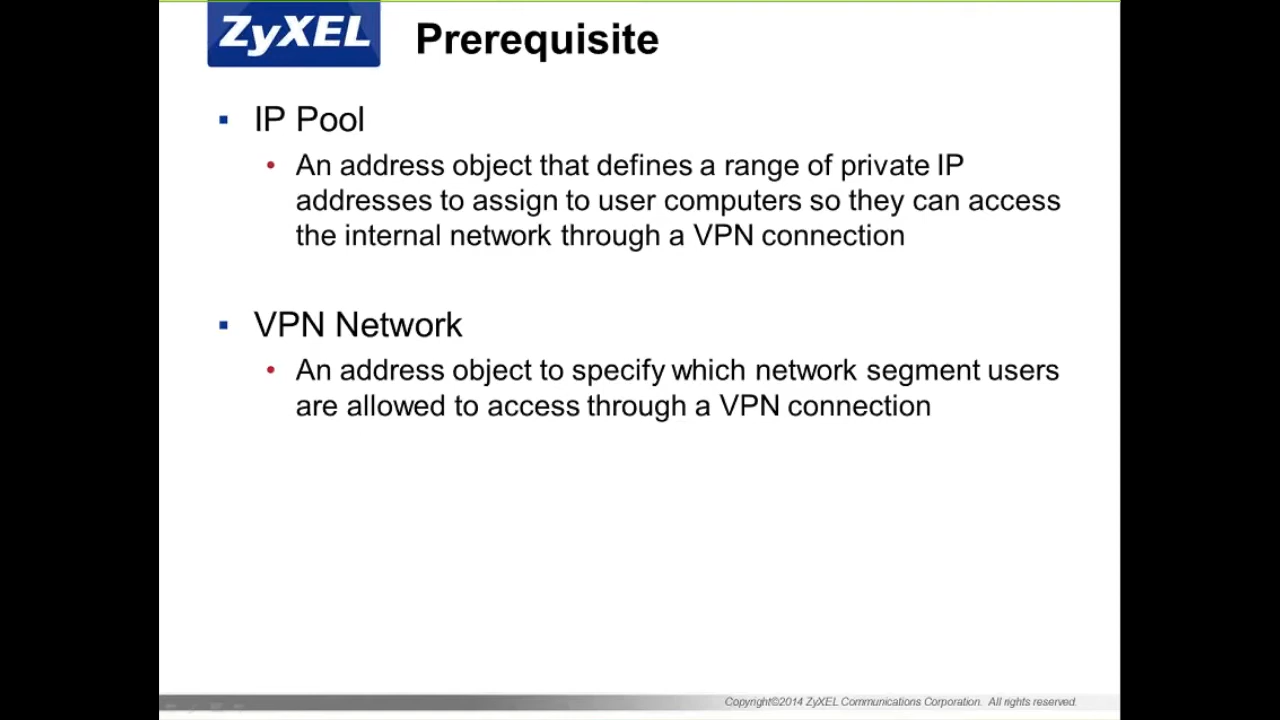 ZyXEL
Prerequisite
▪ IP Pool
• An address object that defines a range of private IP
addresses to assign to user computers so they can access
the internal network through a VPN connection
▪ VPN Network
• An address object to specify which network segment users
are allowed to access through a VPN connection
Copyright©2014 ZyXEL Communications Corporation. All rights reserved.